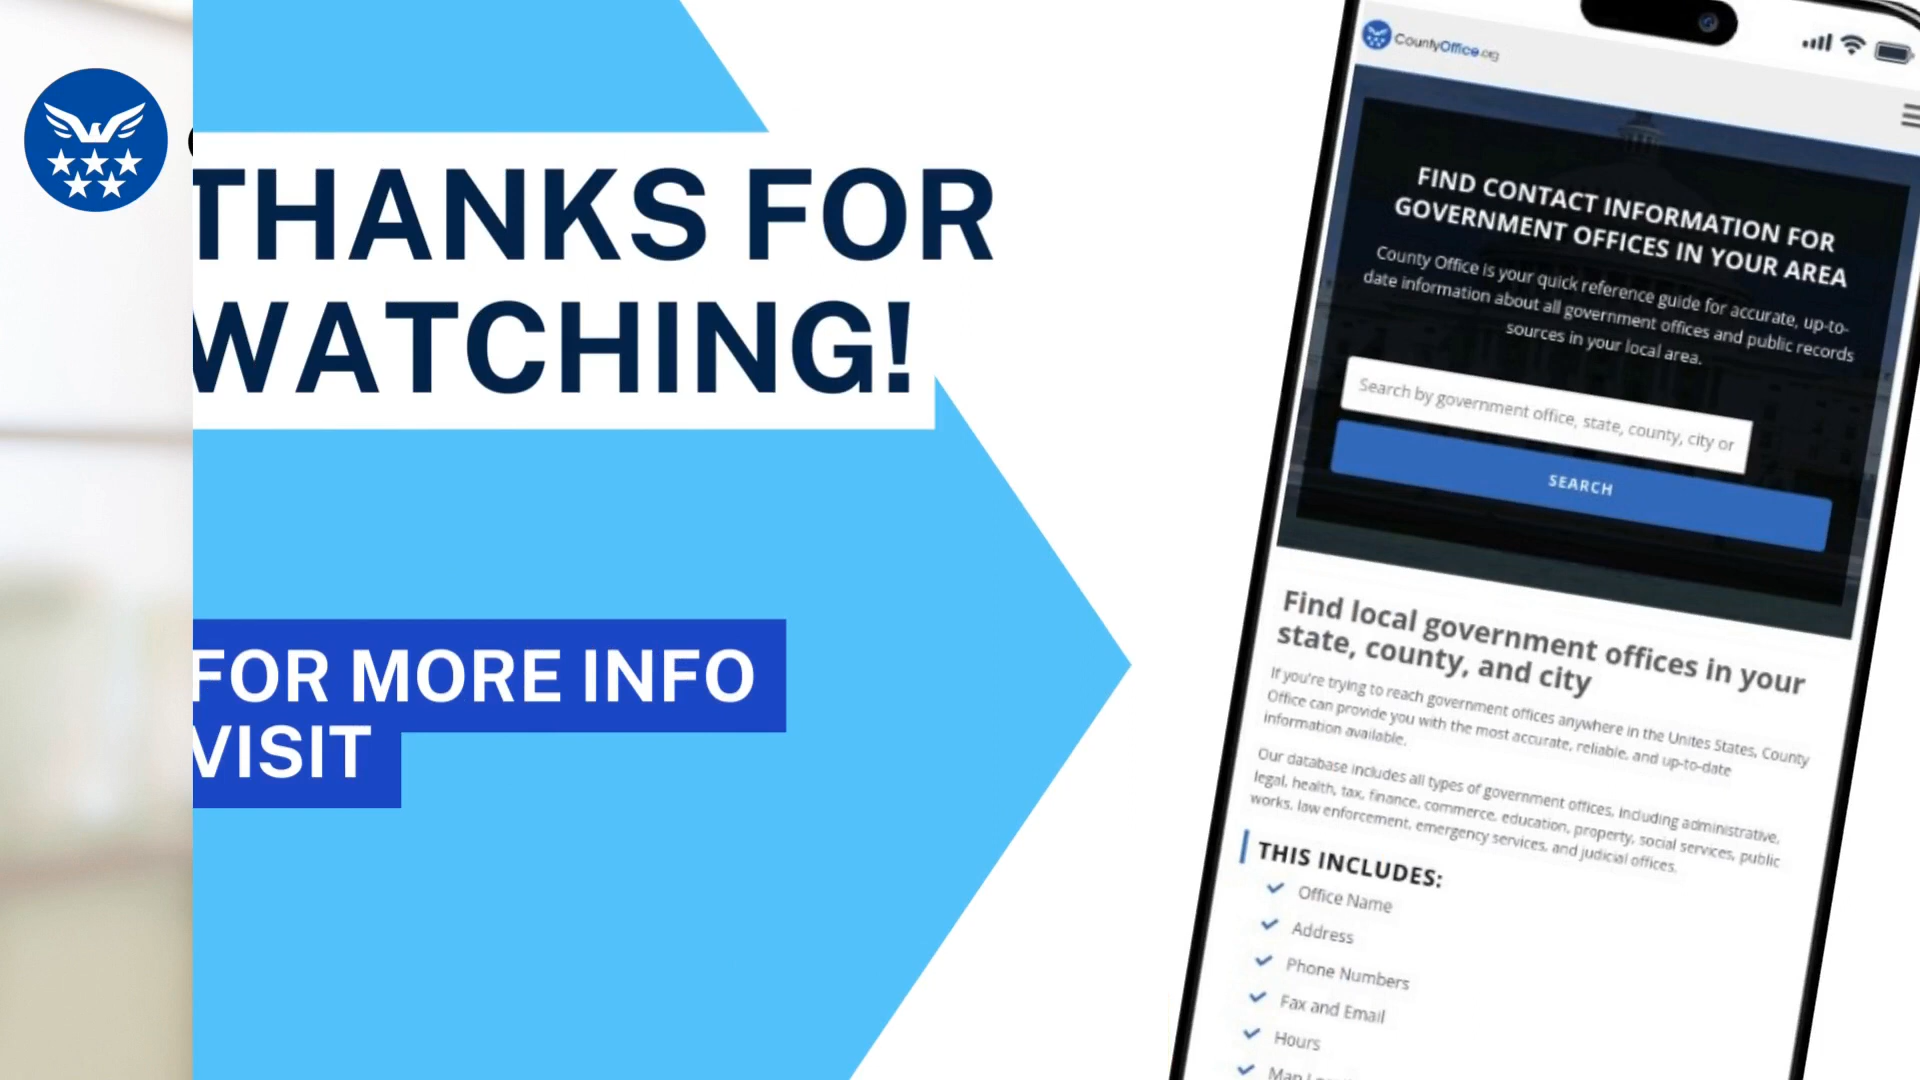 THANKS FOR
WATCHING!
FOR MORE INFO
VISIT
CountyOffice.org
FIND CONTACT INFORMATION FOR
GOVERNMENT OFFICES IN YOUR AREA
County Office is your quick reference guide for accurate, up-to-
date information about all government offices and public records
sources in your local area.
Search by government office, state, county, city or
SEARCH
Find local government offices in your
state, county, and city
If you're trying to reach government offices anywhere in the Unites States, County
Office can provide you with the most accurate, reliable, and up-to-date
information available.
Our database includes all types of government offices, including administrative,
legal, health, tax, finance, commerce, education, property, social services, public
works, law enforcement, emergency services, and judicial offices.
THIS INCLUDES:
Office Name
Address
Phone Numbers
Fax and Email
Hours
Map